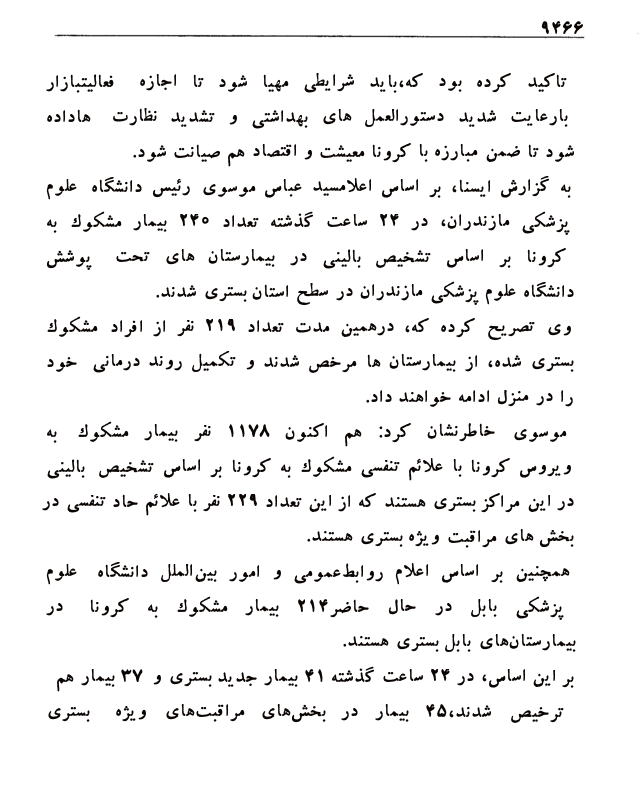 ۹۴۶۶
تاکید کرده بود که،باید شرایطی مهیا شود تا اجازه فعالیتبازار
بارعایت شدید دستورالعمل های بهداشتی و تشدید نظارت هاداده
شود تا ضمن مبارزه با کرونا معیشت و اقتصاد هم صیانت شود.
به گزارش ایسنا، بر اساس اعلامسید عباس موسوی رئیس دانشگاه علوم
پزشکی مازندران، در ۲۴ ساعت گذشته تعداد ۲۴۰ بیمار مشکوك به
کرونا بر اساس تشخیص بالینی در بیمارستان های تحت پوشش
دانشگاه علوم پزشکی مازندران در سطح استان بستری شدند.
وی تصریح کرده که، درهمین مدت تعداد ۲۱۹ نفر از افراد مشکوك
بستری شده، از بیمارستان ها مرخص شدند و تکمیل روند درمانی خود
را در منزل ادامه خواهند داد.
موسوی خاطرنشان کرد: هم اکنون ۱۱۷۸ نفر بیمار مشکوك به
ویروس کرونا با علائم تنفسی مشکوك به کرونا بر اساس تشخیص بالینی
در این مراکز بستری هستند که از این تعداد ۲۲۹ نفر با علائم حاد تنفسی در
بخش های مراقبت ویژه بستری هستند.
همچنین بر اساس اعلام روابط‌عمومی و امور بین‌الملل دانشگاه علوم
پزشکی بابل در حال حاضر۲۱۴ بیمار مشکوك به کرونا در
بیمارستان‌های بابل بستری هستند.
بر این اساس، در ۲۴ ساعت گذشته ۴۱ بیمار جدید بستری و ۳۷ بیمار هم
ترخیص شدند،۴۵ بیمار در بخش‌های مراقبت‌های ویژه بستری